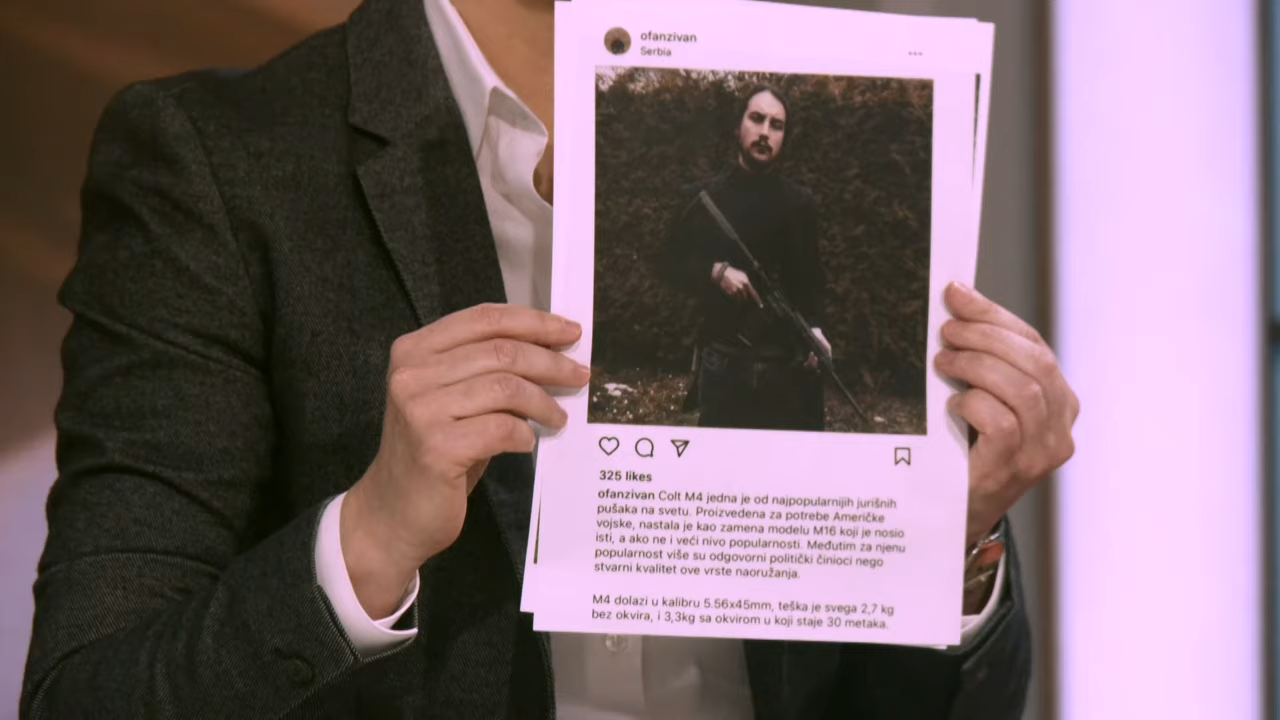 ofanzivan
Serbia
325 likes
ofanzivan Colt M4 jedna je od najpopularnijih jurišnih
pušaka na svetu. Proizvedena za potrebe Američke
vojske, nastala je kao zamena modelu M16 koji je nosio
isti, a ako ne i veći nivo popularnosti. Međutim za njenu
popularnost više su odgovorni politički činioci nego
stvarni kvalitet ove vrste naoružanja.
M4 dolazi u kalibru 5.56x45mm, teška je svega 2,7 kg
bez okvira, i 3,3kg sa okvirom u koji staje 30 metaka.